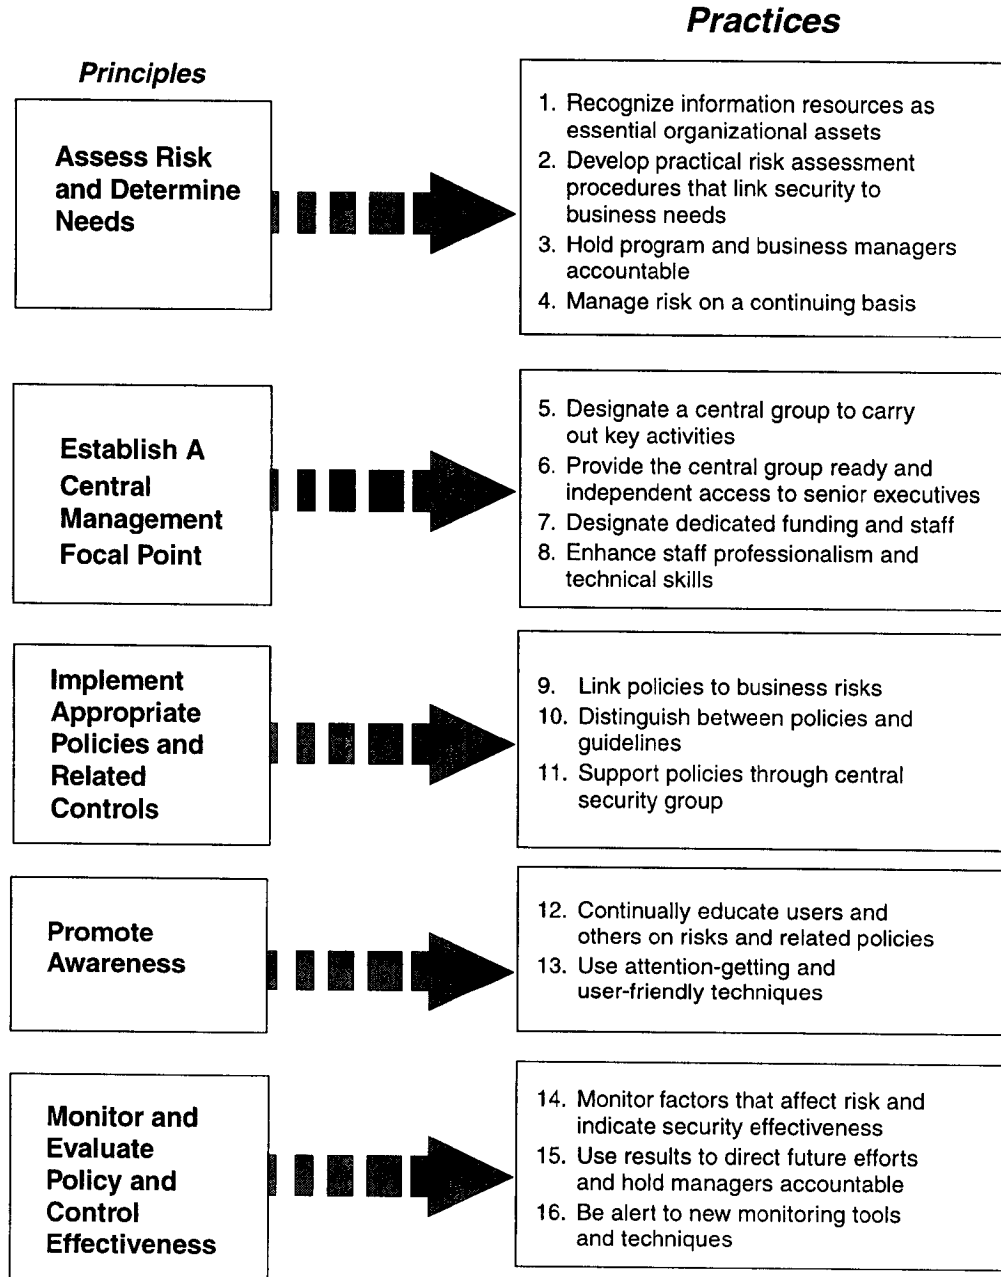 Practices
Principles
Assess Risk
and Determine
Needs
1. Recognize information resources as
essential organizational assets
2. Develop practical risk assessment
procedures that link security to
business needs
3. Hold program and business managers
accountable
4. Manage risk on a continuing basis
Establish A
Central
Management
Focal Point
5. Designate a central group to carry
out key activities
6. Provide the central group ready and
independent access to senior executives
7. Designate dedicated funding and staff
8. Enhance staff professionalism and
technical skills
Implement
Appropriate
Policies and
Related
Controls
9. Link policies to business risks
10. Distinguish between policies and
guidelines
11. Support policies through central
security group
Promote
Awareness
12. Continually educate users and
others on risks and related policies
13. Use attention-getting and
user-friendly techniques
Monitor and
Evaluate
Policy and
Control
Effectiveness
14. Monitor factors that affect risk and
indicate security effectiveness
15. Use results to direct future efforts
and hold managers accountable
16. Be alert to new monitoring tools
and techniques